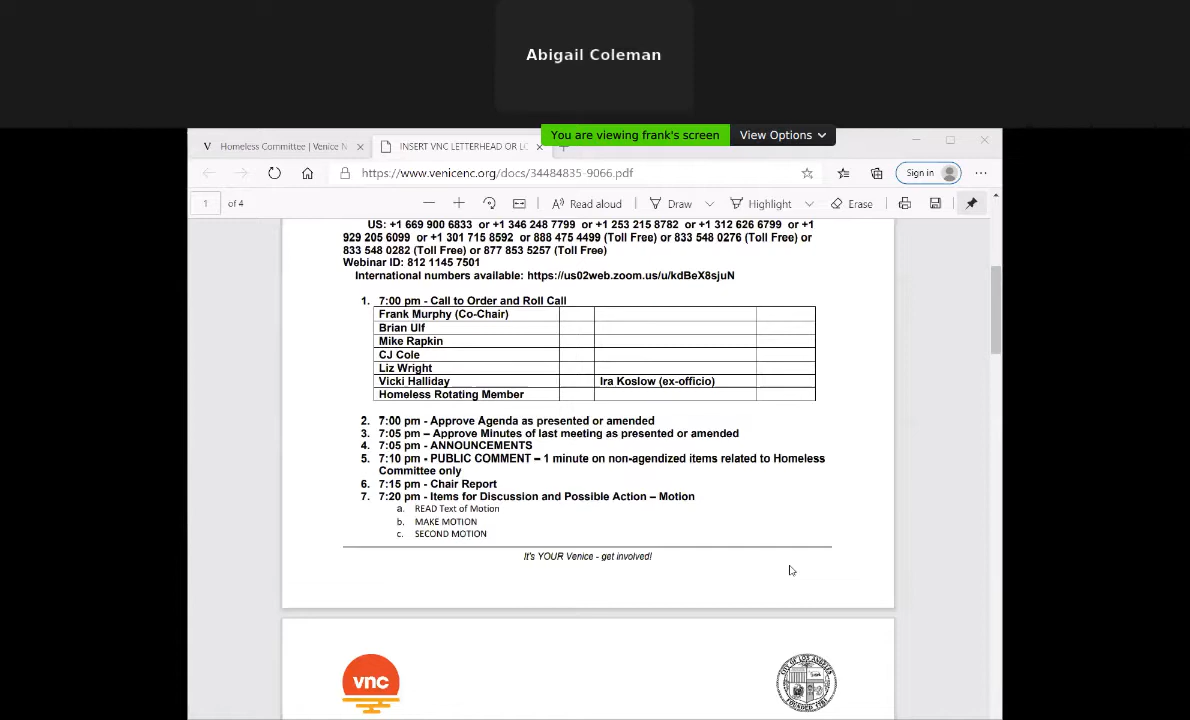 Abigail Coleman
You are viewing frank's screen View Options
V Homeless Committee | Venice N INSERT VNC LETTERHEAD OR LC
https://www.venicenc.org/docs/34484835-9066.pdf Sign in
1 of 4 Read aloud Draw Highlight Erase
US: +1 669 900 6833 or +1 346 248 7799 or +1 253 215 8782 or +1 312 626 6799 or +1
929 205 6099 or +1 301 715 8592 or 888 475 4499 (Toll Free) or 833 548 0276 (Toll Free) or
833 548 0282 (Toll Free) or 877 853 5257 (Toll Free)
Webinar ID: 812 1145 7501
International numbers available: https://us02web.zoom.us/u/kdBeX8sjuN
1. 7:00 pm - Call to Order and Roll Call
Frank Murphy (Co-Chair)
Brian Ulf
Mike Rapkin
CJ Cole
Liz Wright
Vicki Halliday Ira Koslow (ex-officio)
Homeless Rotating Member
2. 7:00 pm - Approve Agenda as presented or amended
3. 7:05 pm – Approve Minutes of last meeting as presented or amended
4. 7:05 pm - ANNOUNCEMENTS
5. 7:10 pm - PUBLIC COMMENT – 1 minute on non-agendized items related to Homeless
Committee only
6. 7:15 pm - Chair Report
7. 7:20 pm - Items for Discussion and Possible Action – Motion
a. READ Text of Motion
b. MAKE MOTION
c. SECOND MOTION
It's YOUR Venice - get involved!
vnc